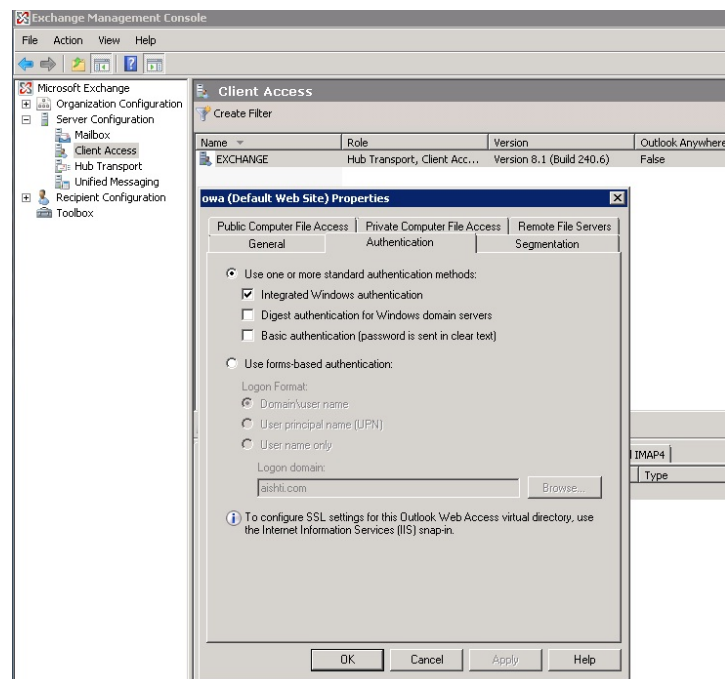 Exchange Management Console
File Action View Help
Microsoft Exchange
Organization Configuration
Server Configuration
Mailbox
Client Access
Hub Transport
Unified Messaging
Recipient Configuration
Toolbox
Client Access
Create Filter
Name Role Version Outlook Anywhere
EXCHANGE Hub Transport, Client Acc... Version 8.1 (Build 240.6) False
owa (Default Web Site) Properties
Public Computer File Access Private Computer File Access Remote File Servers
General Authentication Segmentation
Use one or more standard authentication methods:
Integrated Windows authentication
Digest authentication for Windows domain servers
Basic authentication (password is sent in clear text)
Use forms-based authentication:
Logon Format:
Domain\user name
User principal name (UPN)
User name only
Logon domain:
aishti.com Browse...
To configure SSL settings for this Outlook Web Access virtual directory, use
the Internet Information Services (IIS) snap-in.
OK Cancel Apply Help
IMAP4
Type